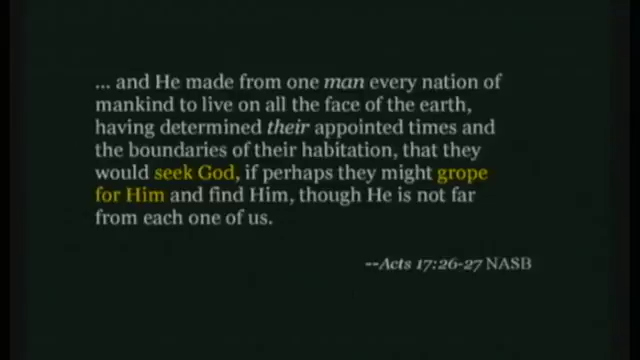 ... and He made from one man every nation of
mankind to live on all the face of the earth,
having determined their appointed times and
the boundaries of their habitation, that they
would seek God, if perhaps they might grope
for Him and find Him, though He is not far
from each one of us.
--Acts 17:26-27 NASB